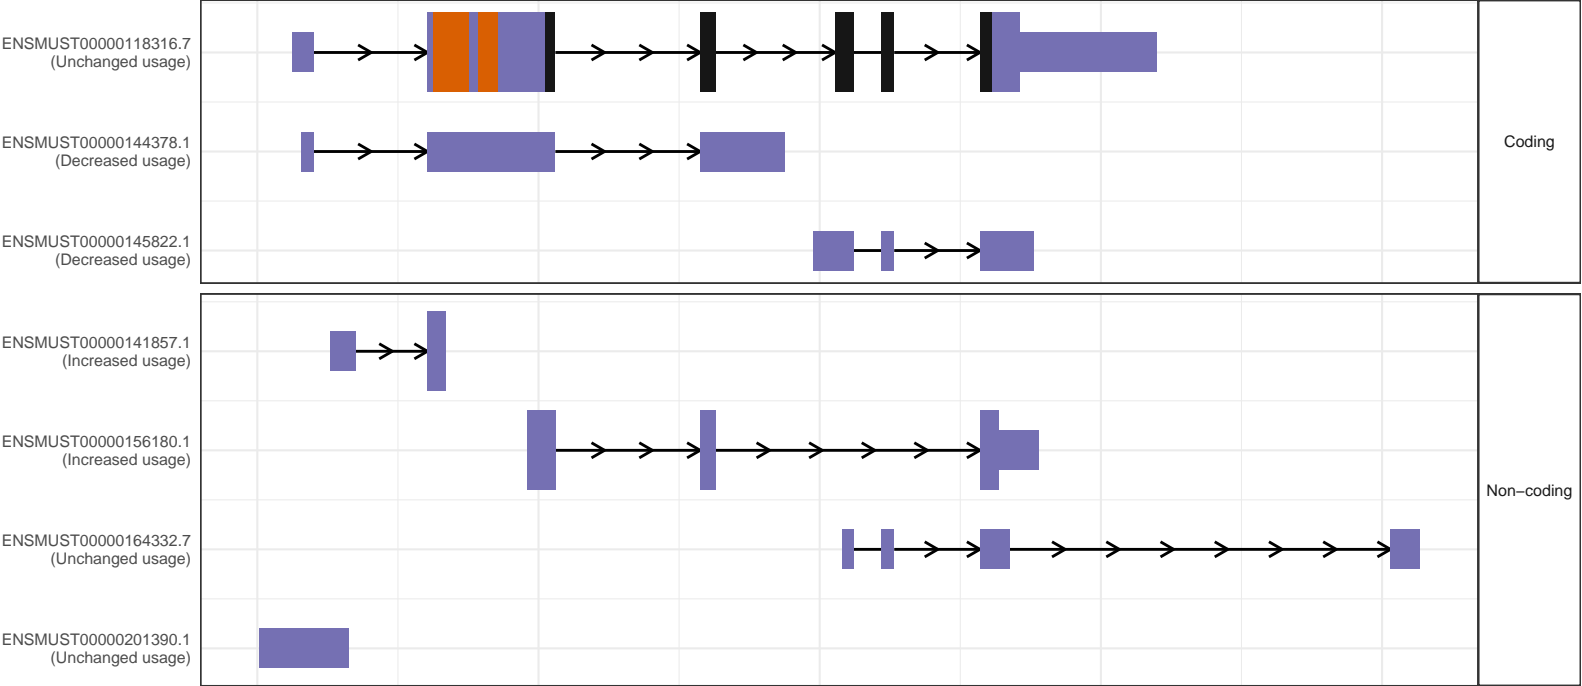 ENSMUST00000118316.7
(Unchanged usage)
ENSMUST00000144378.1
(Decreased usage)
Coding
ENSMUST00000145822.1
(Decreased usage)
ENSMUST00000141857.1
(Increased usage)
ENSMUST00000156180.1
(Increased usage)
Non−coding
ENSMUST00000164332.7
(Unchanged usage)
ENSMUST00000201390.1
(Unchanged usage)